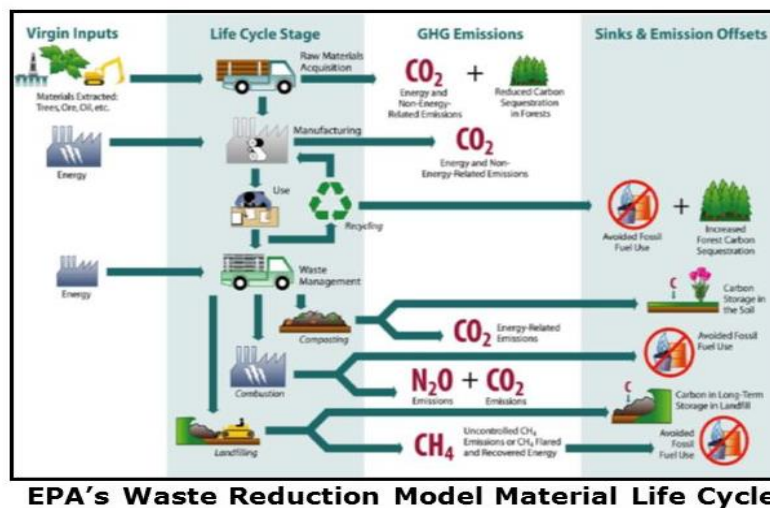 Virgin Inputs
Life Cycle Stage
GHG Emissions
Sinks & Emission Offsets
Materials Extracted:
Trees, Ore, Oil, etc.
Raw Materials
Acquisition
CO2
Energy and
Non-Energy-
Related Emissions
+
Reduced Carbon
Sequestration
in Forests
Energy
Manufacturing
CO2
Energy and Non-
Energy-Related Emissions
Use
Recycling
Avoided Fossil
Fuel Use
+
Increased
Forest Carbon
Sequestration
Energy
Waste
Management
Composting
CO2
Energy-Related
Emissions
C
Carbon
Storage in
the Soil
Combustion
N2O + CO2
Emissions
Emissions
Avoided Fossil
Fuel Use
Landfilling
CH4
Uncontrolled CH4
Emissions or CH4 Flared
and Recovered Energy
C
Carbon in Long-Term
Storage in Landfill
Avoided
Fossil
Fuel Use
EPA's Waste Reduction Model Material Life Cycle